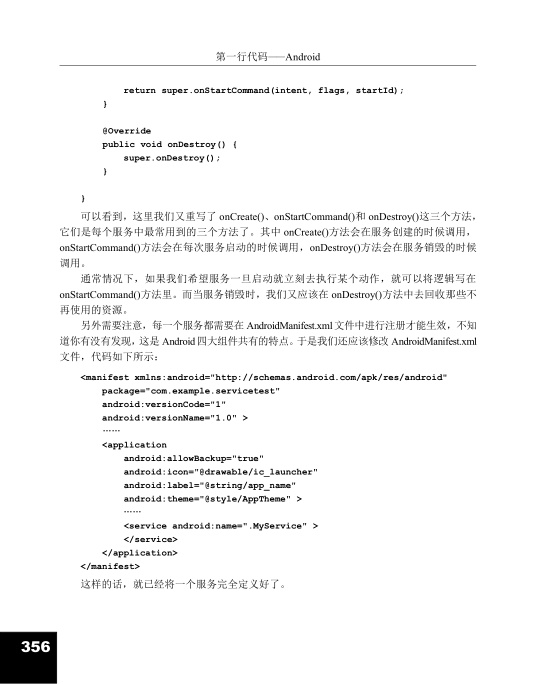 第一行代码——Android
return super.onStartCommand(intent, flags, startId);
}
@Override
public void onDestroy() {
super.onDestroy();
}
}
可以看到，这里我们又重写了 onCreate()、onStartCommand()和 onDestroy()这三个方法，
它们是每个服务中最常用到的三个方法了。其中 onCreate()方法会在服务创建的时候调用，
onStartCommand()方法会在每次服务启动的时候调用，onDestroy()方法会在服务销毁的时候
调用。
通常情况下，如果我们希望服务一旦启动就立刻去执行某个动作，就可以将逻辑写在
onStartCommand()方法里。而当服务销毁时，我们又应该在 onDestroy()方法中去回收那些不
再使用的资源。
另外需要注意，每一个服务都需要在 AndroidManifest.xml 文件中进行注册才能生效，不知
道你有没有发现，这是 Android 四大组件共有的特点。于是我们还应该修改 AndroidManifest.xml
文件，代码如下所示：
<manifest xmlns:android="http://schemas.android.com/apk/res/android"
package="com.example.servicetest"
android:versionCode="1"
android:versionName="1.0" >
……
<application
android:allowBackup="true"
android:icon="@drawable/ic_launcher"
android:label="@string/app_name"
android:theme="@style/AppTheme" >
……
<service android:name=".MyService" >
</service>
</application>
</manifest>
这样的话，就已经将一个服务完全定义好了。
356